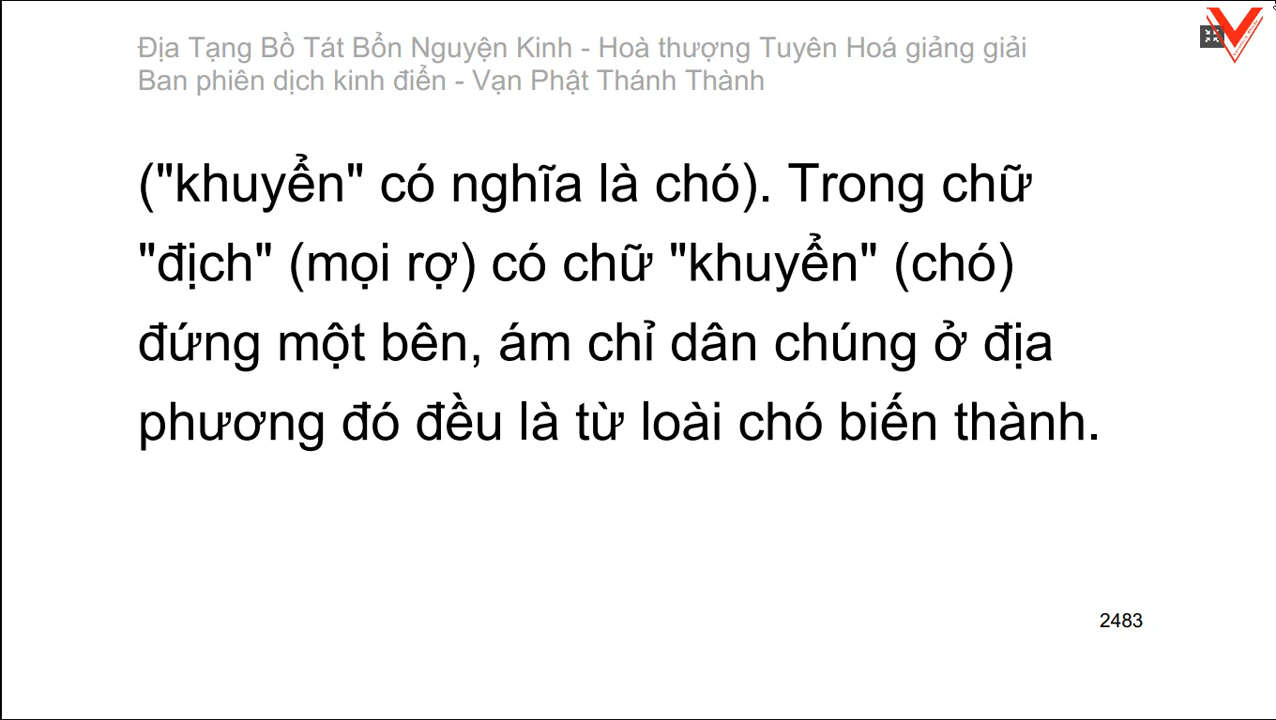 Địa Tạng Bồ Tát Bổn Nguyện Kinh - Hoà thượng Tuyên Hoá giảng giải
Ban phiên dịch kinh điển - Vạn Phật Thánh Thành
("khuyển" có nghĩa là chó). Trong chữ
"địch" (mọi rợ) có chữ "khuyển" (chó)
đứng một bên, ám chỉ dân chúng ở địa
phương đó đều là từ loài chó biến thành.
2483